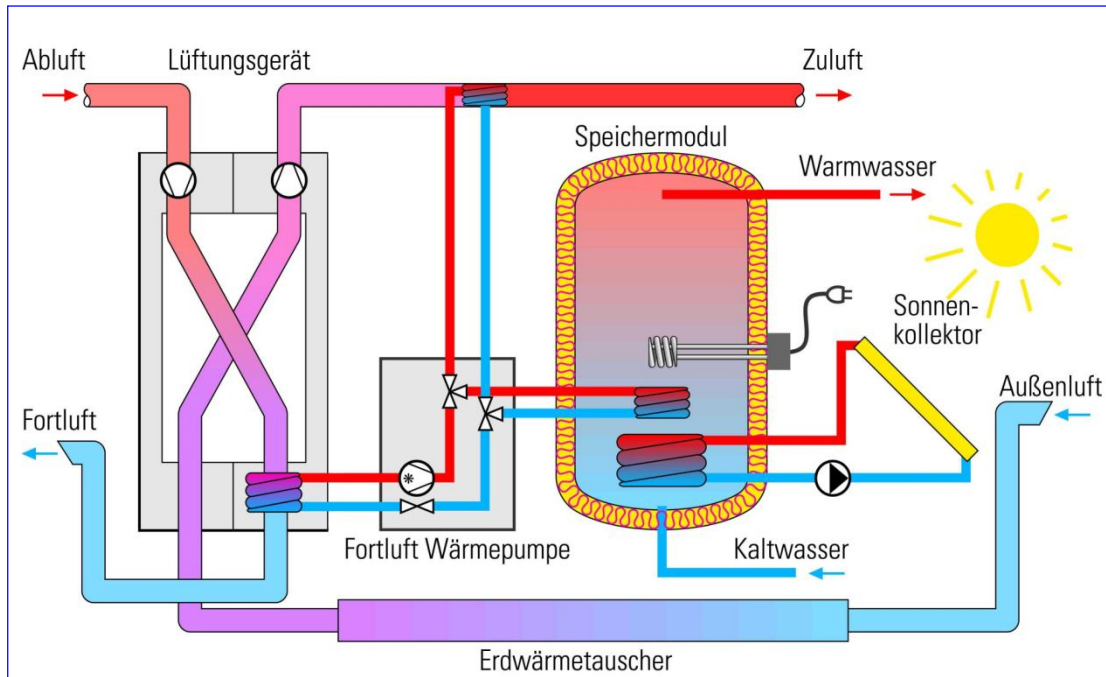 Abluft
Lüftungsgerät
Zuluft
Speichermodul
Warmwasser
Sonnen-
kollektor
Außenluft
Fortluft
Fortluft Wärmepumpe
Kaltwasser
Erdwärmetauscher